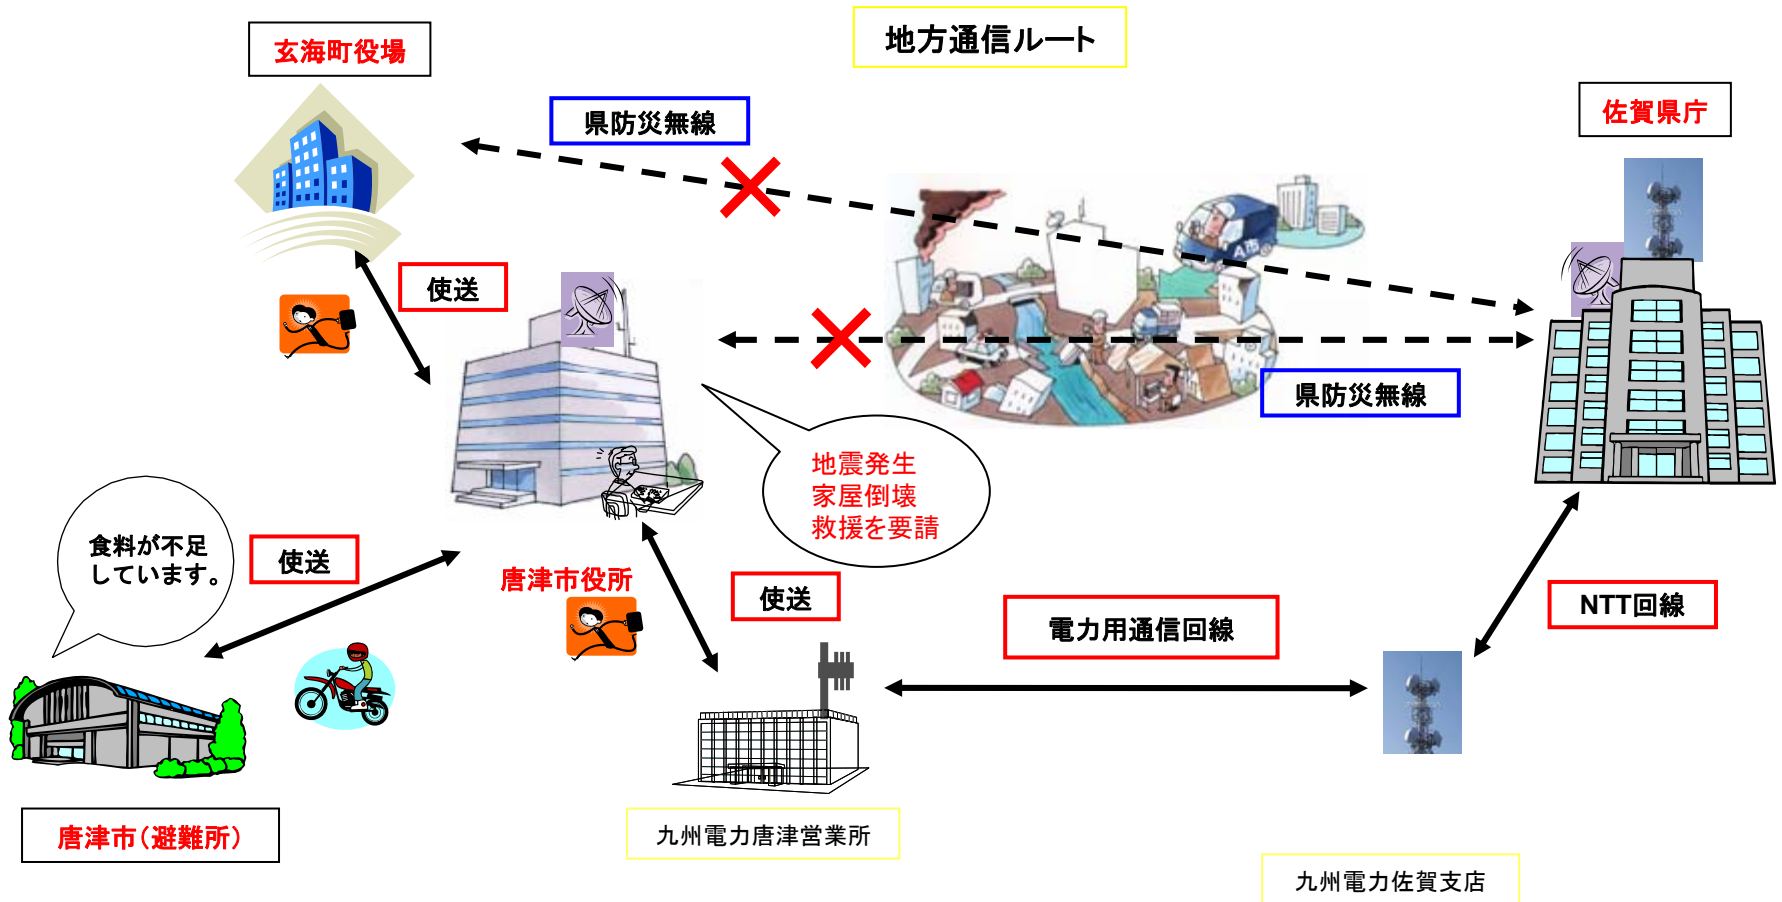 地方通信ルート
玄海町役場
県防災無線
佐賀県庁
A市
使送
県防災無線
地震発生
家屋倒壊
救援を要請
食料が不足
しています。
使送
唐津市役所
使送
電力用通信回線
NTT回線
唐津市（避難所）
九州電力唐津営業所
九州電力佐賀支店